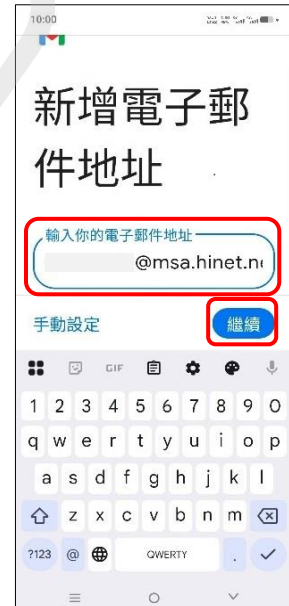 10:00
新增電子郵
件地址
輸入你的電子郵件地址
@msa.hinet.n
手動設定
繼續
GIF
1 2 3 4 5 6 7 8 9 0
q w e r t y u i o p
a s d f g h j k l
z x c v b n m
?123 @ QWERTY .